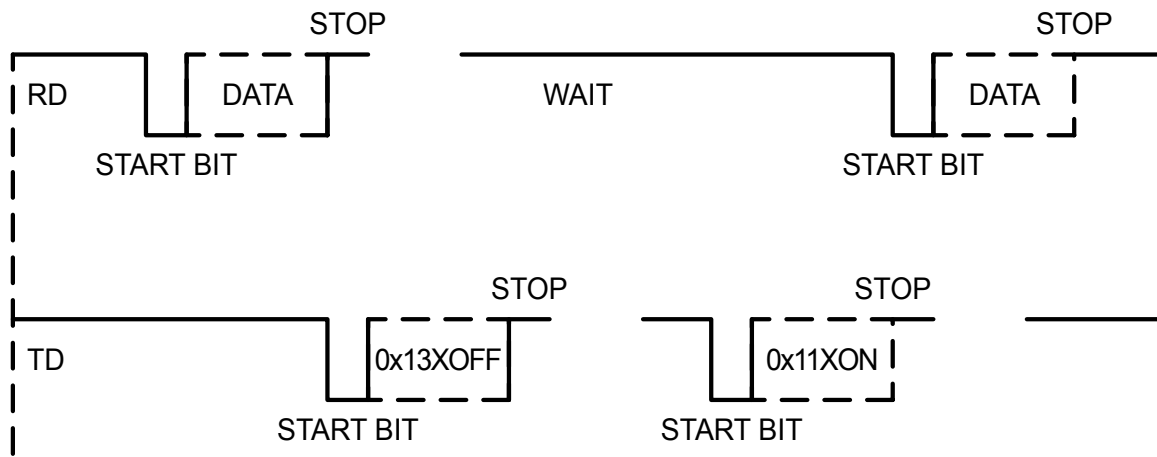 STOP
STOP
RD
DATA
WAIT
DATA
START BIT
START BIT
STOP
STOP
TD
0x13XOFF
0x11XON
START BIT
START BIT